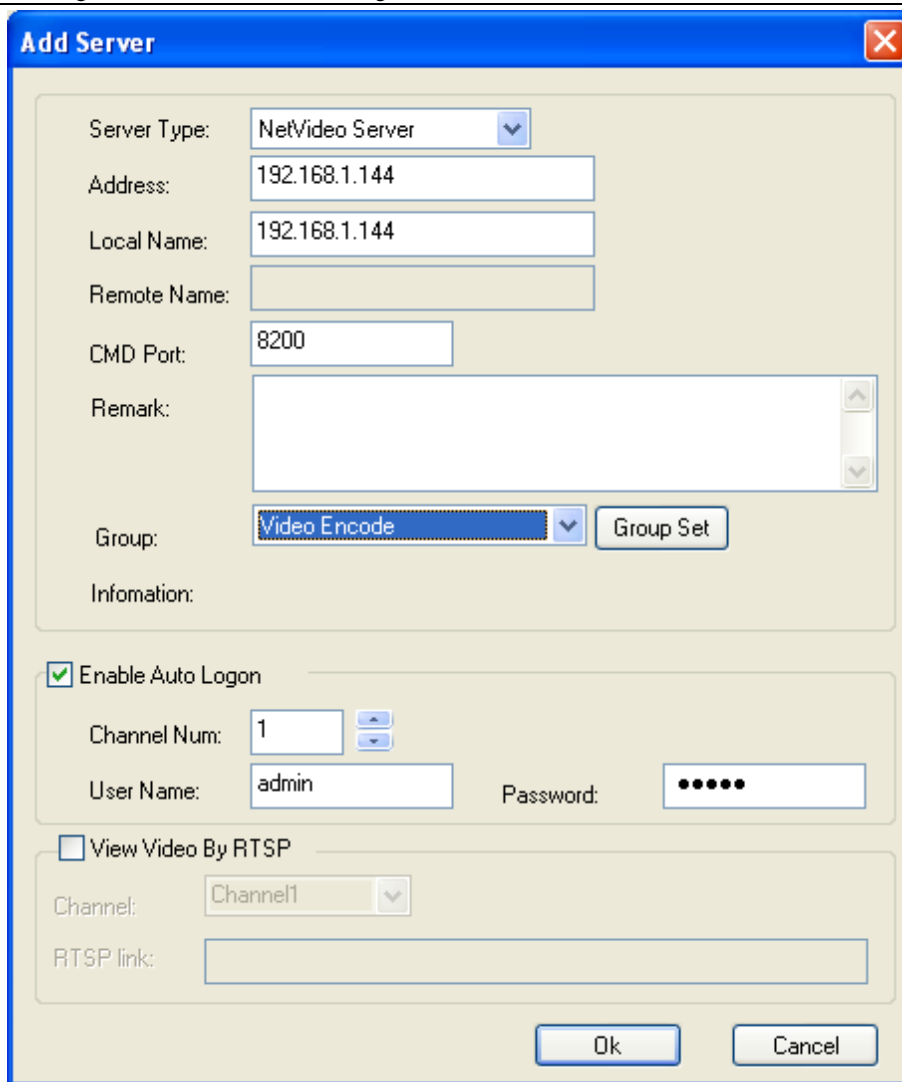 Add Server
Server Type: NetVideo Server
Address: 192.168.1.144
Local Name: 192.168.1.144
Remote Name:
CMD Port: 8200
Remark:
Group: Video Encode Group Set
Infomation:
Enable Auto Logon
Channel Num: 1
User Name: admin Password: •••••
View Video By RTSP
Channel: Channel1
RTSP link:
Ok Cancel